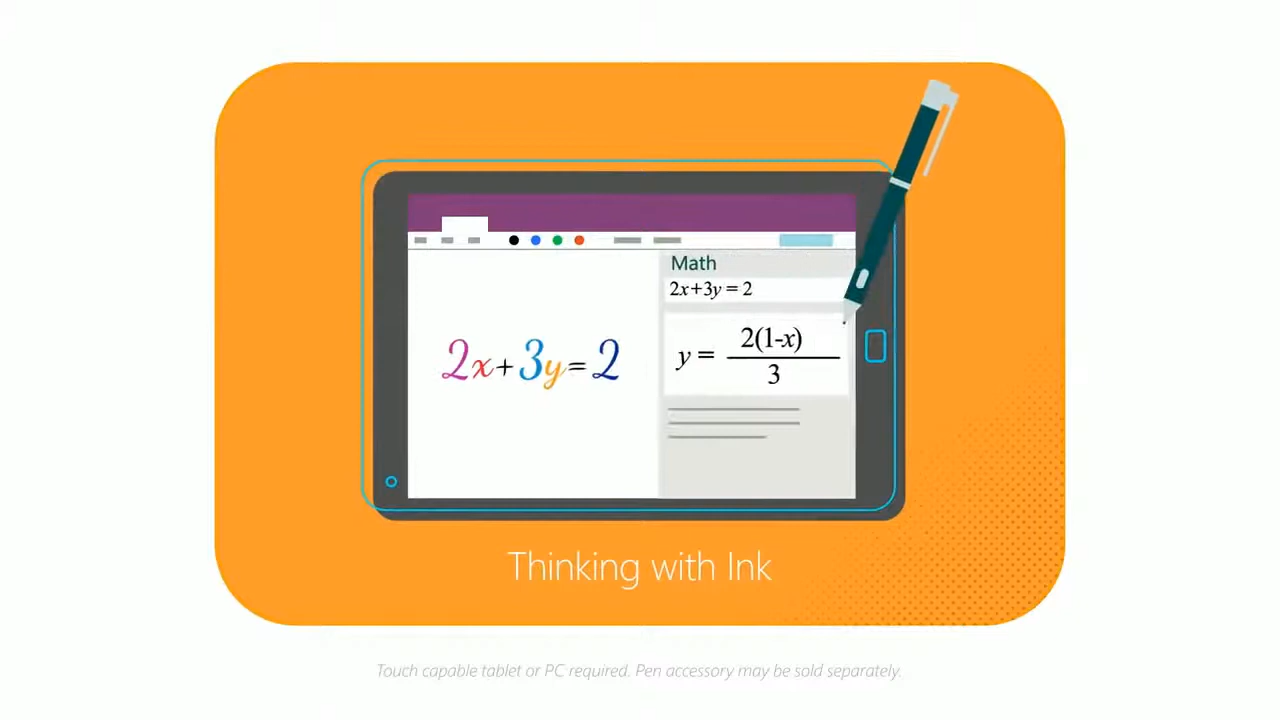 Math
2x+3y = 2
2x+3y=2
y = 2(1-x)
3
Thinking with Ink
Touch capable tablet or PC required. Pen accessory may be sold separately.